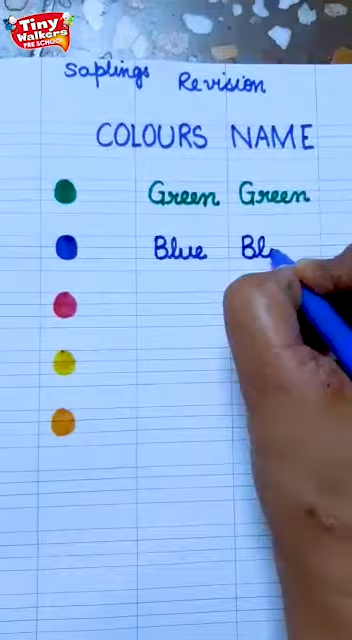 Tiny
Walkers
PRE SCHOOL
Saplings Revision
COLOURS NAME
Green Green
Blue Bl